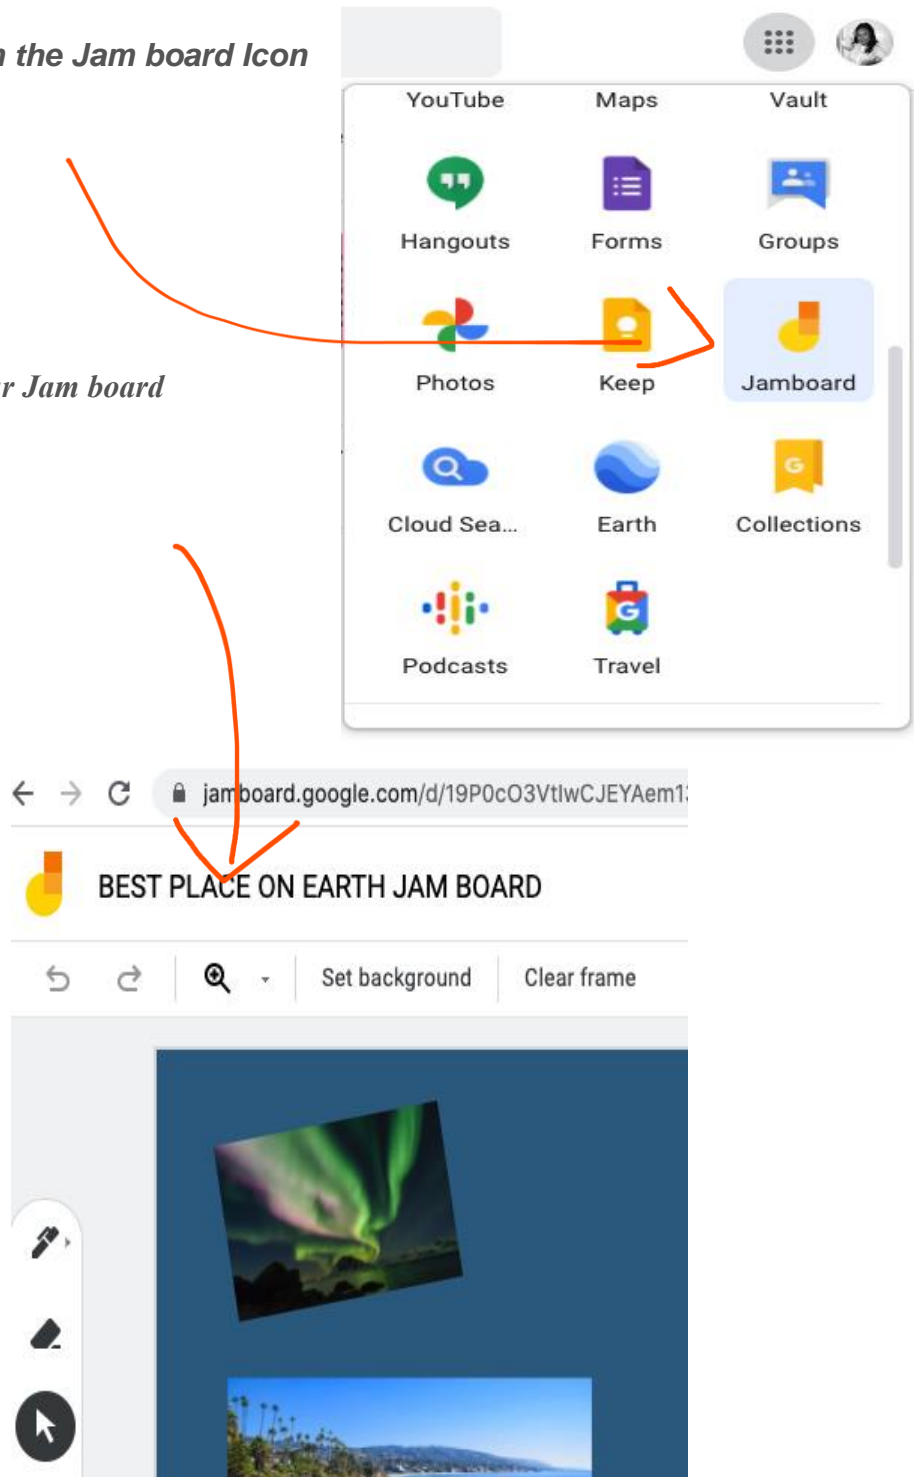 the Jam board Icon
YouTube Maps Vault
Hangouts Forms Groups
Photos Keep Jamboard
Jam board
G
Cloud Sea... Earth Collections
G
Podcasts Travel
jamboard.google.com/d/19P0cO3VtIwCJEYAem1
BEST PLACE ON EARTH JAM BOARD
Set background Clear frame